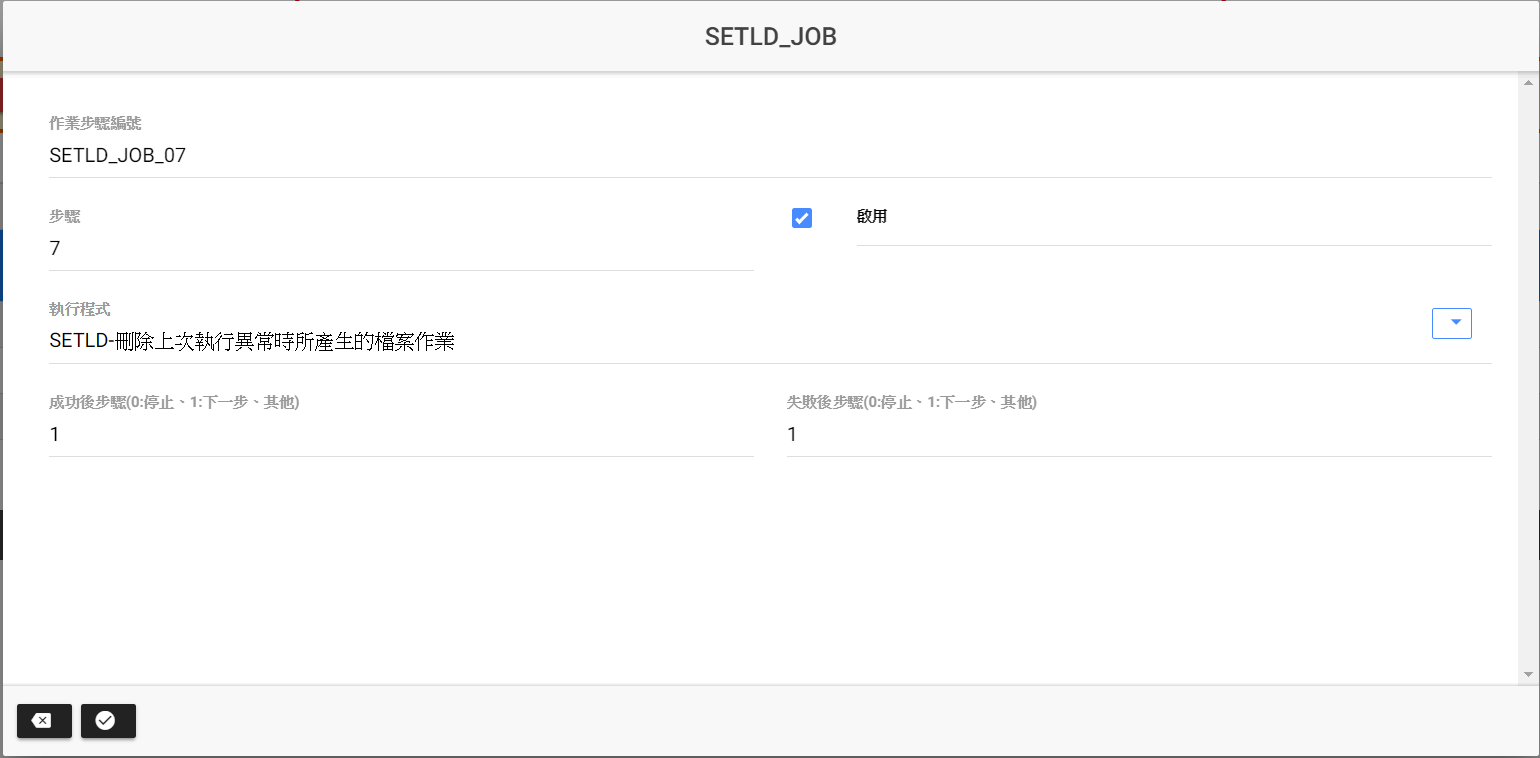 SETLD_JOB
作業步驟編號
SETLD_JOB_07
步驟
啟用
7
執行程式
SETLD-刪除上次執行異常時所產生的檔案作業
成功後步驟(0:停止、1:下一步、其他)
失敗後步驟(0:停止、1:下一步、其他)
1
1